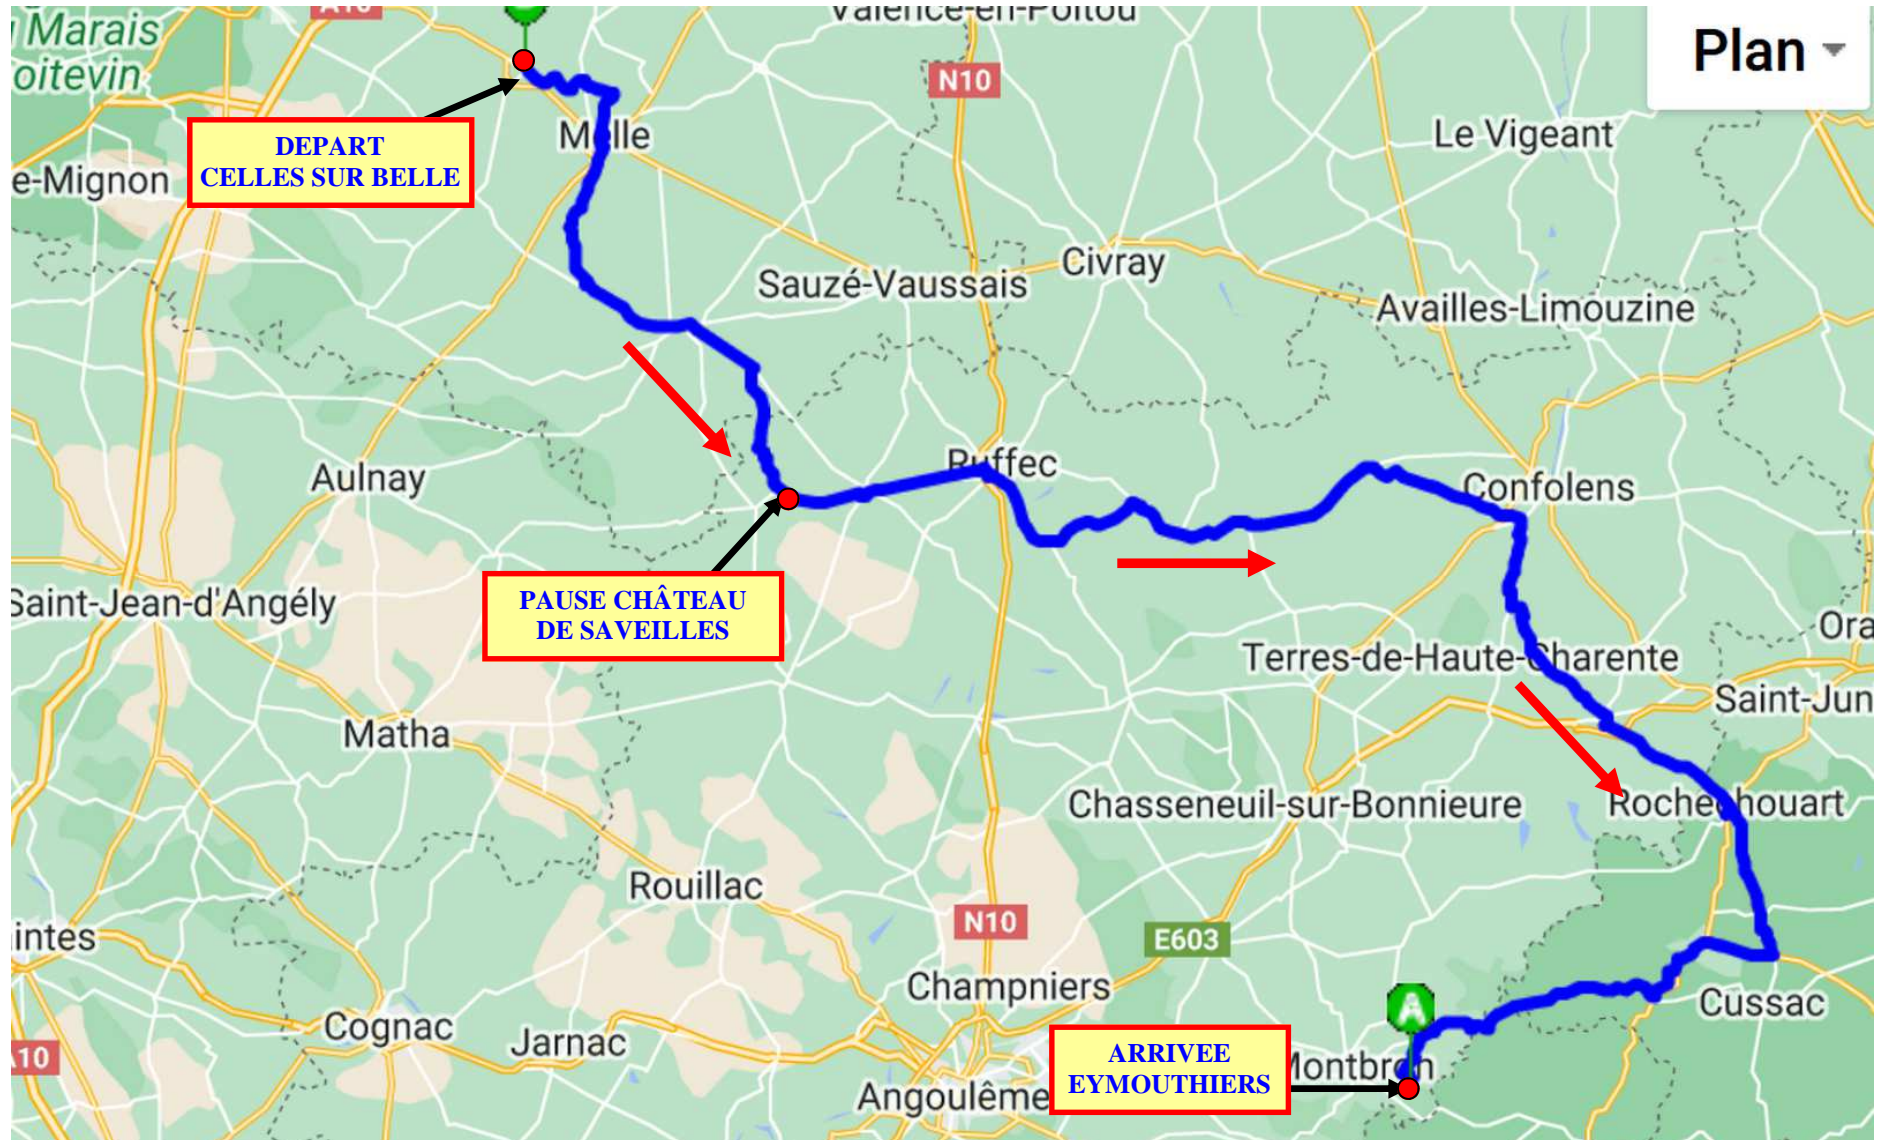 A10
Valence-en-Poitou
Marais
oitevin
Plan
N10
DEPART
CELLES SUR BELLE
Melle
Le Vigeant
e-Mignon
Civray
Sauzé-Vaussais
Availles-Limouzine
Aulnay
Ruffec
Confolens
PAUSE CHÂTEAU
DE SAVEILLES
Saint-Jean-d'Angély
Ora
Terres-de-Haute-Charente
Saint-Jun
Matha
Chasseneuil-sur-Bonnieure
Rochechouart
Rouillac
N10
E603
intes
Champniers
Cussac
A
Cognac
Jarnac
A10
ARRIVEE
EYMOUTHIERS
Montbron
Angoulême